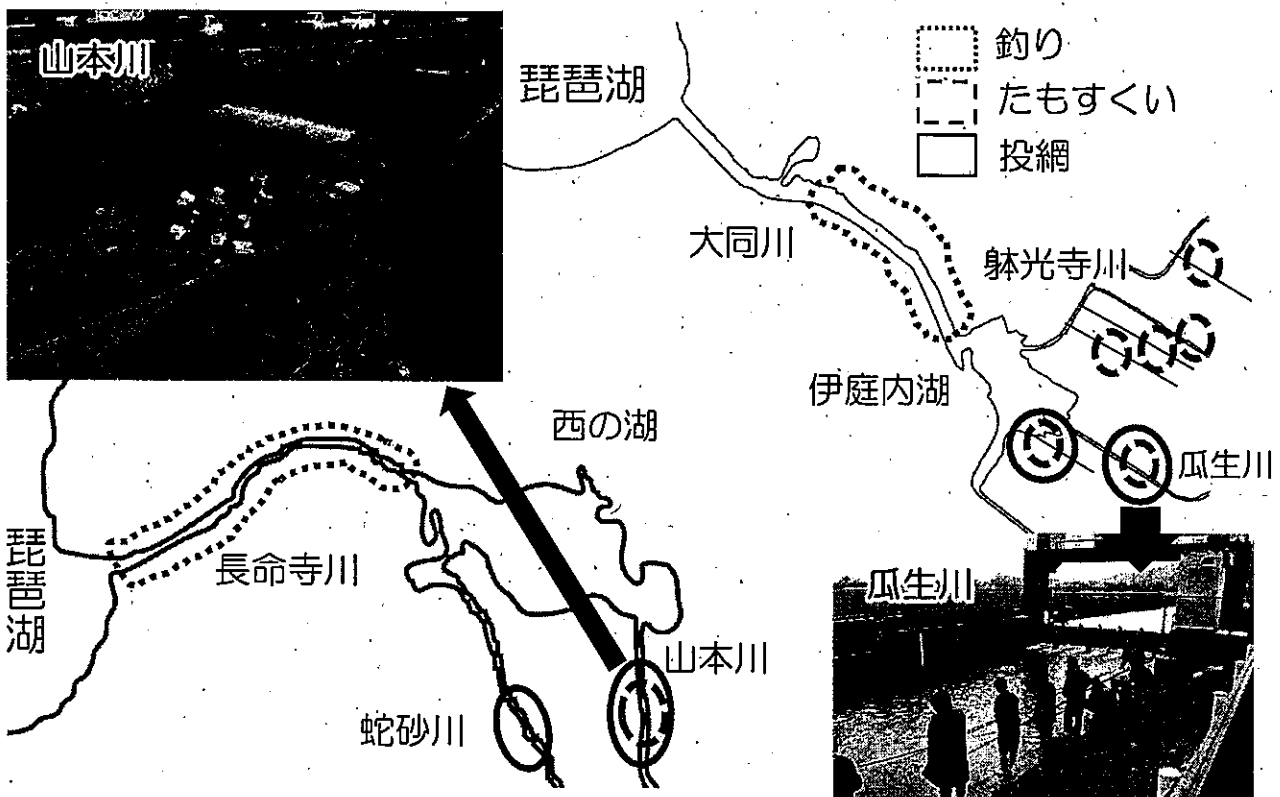 山本川
琵琶湖
釣り
たもすくい
投網
大同川
躰光寺川
伊庭内湖
西の湖
瓜生川
琵琶湖
長命寺川
瓜生川
山本川
蛇砂川